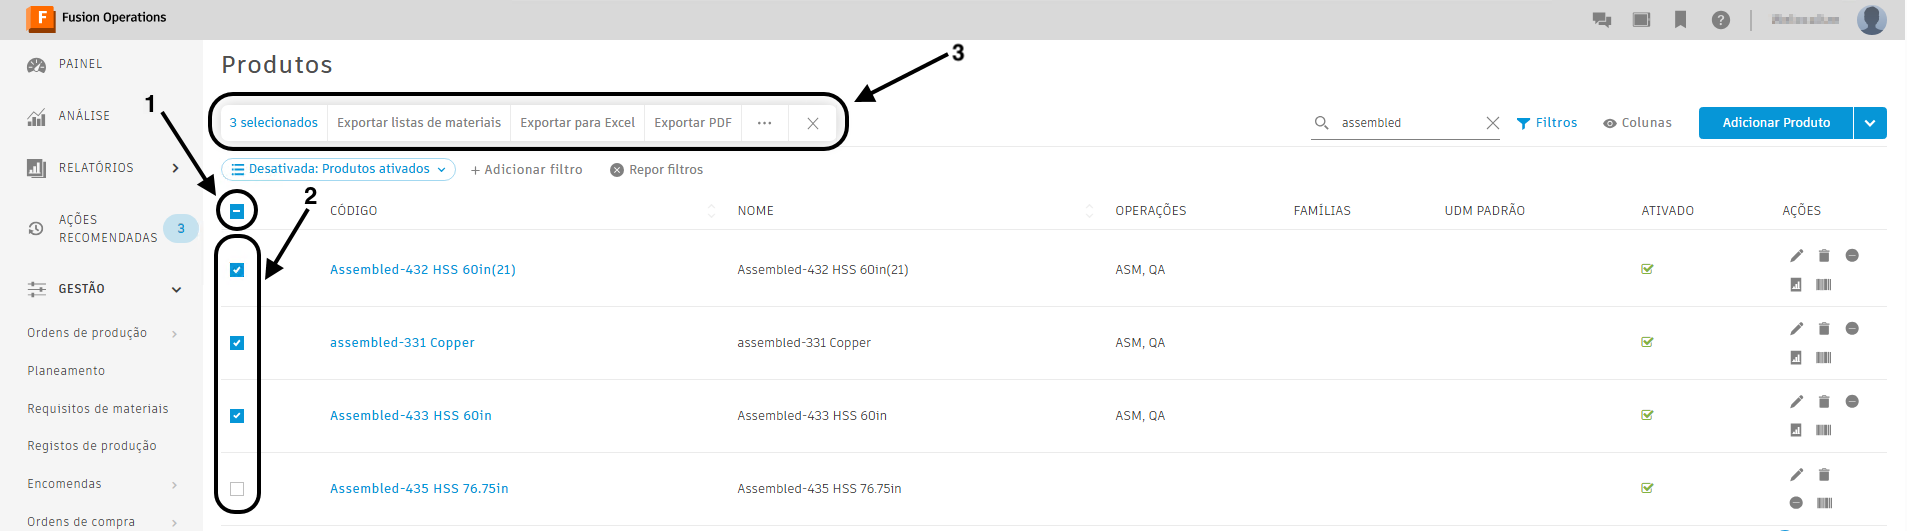 F Fusion Operations
PAINEL
ANÁLISE
RELATÓRIOS
AÇÕES
RECOMENDADAS
3
GESTÃO
Ordens de produção
Planeamento
Requisitos de materiais
Registos de produção
Encomendas
Ordens de compra
Produtos
1
2
3
3 selecionados Exportar listas de materiais Exportar para Excel Exportar PDF ...
assembled Filtros Colunas Adicionar Produto
Desativada: Produtos ativados + Adicionar filtro Repor filtros
CÓDIGO NOME OPERAÇÕES FAMÍLIAS UDM PADRÃO ATIVADO AÇÕES
Assembled-432 HSS 60in(21) Assembled-432 HSS 60in(21) ASM, QA
assembled-331 Copper assembled-331 Copper ASM, QA
Assembled-433 HSS 60in Assembled-433 HSS 60in ASM, QA
Assembled-435 HSS 76.75in Assembled-435 HSS 76.75in